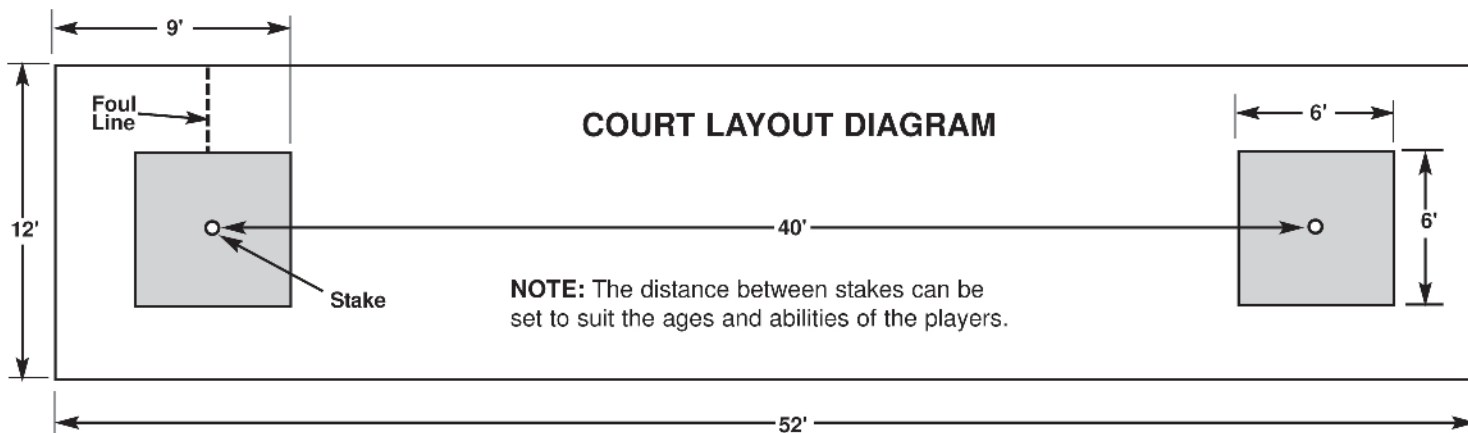 9'
Foul
Line
COURT LAYOUT DIAGRAM
6'
12'
40'
6'
Stake
NOTE: The distance between stakes can be
set to suit the ages and abilities of the players.
52'